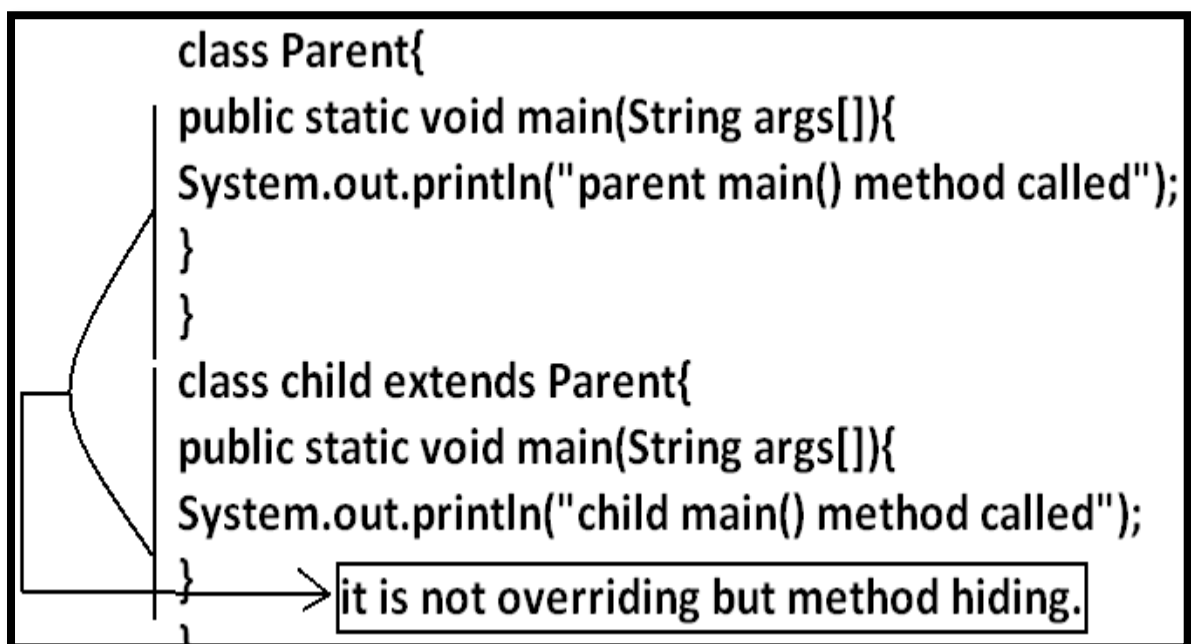 class Parent{
public static void main(String args[]){
System.out.println("parent main() method called");
}
}
class child extends Parent{
public static void main(String args[]){
System.out.println("child main() method called");
}
it is not overriding but method hiding.
}